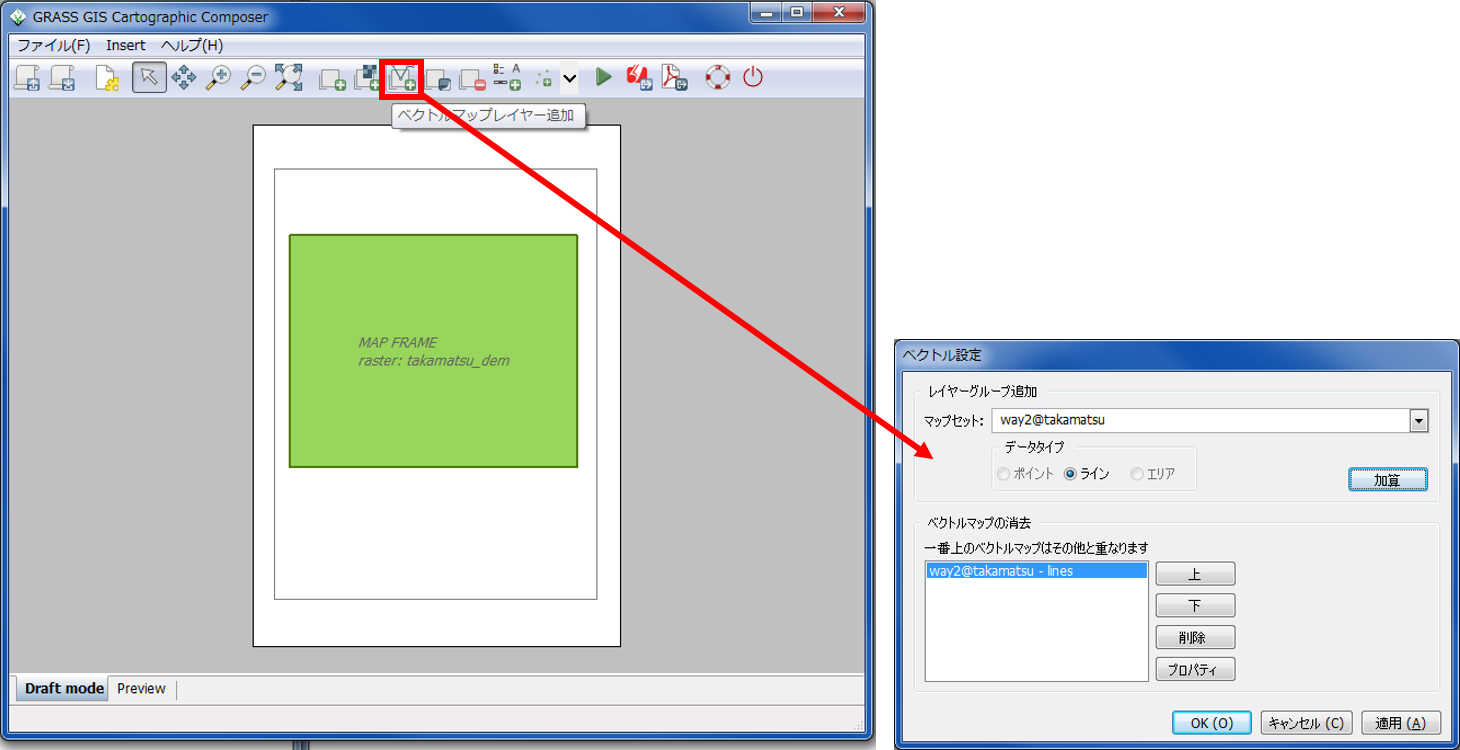 GRASS GIS Cartographic Composer
ファイル(F) Insert ヘルプ(H)
ベクトルマップレイヤー追加
MAP FRAME
raster: takamatsu_dem
Draft mode Preview
ベクトル設定
レイヤーグループ追加
マップセット: way2@takamatsu
データタイプ
ポイント ライン エリア
加算
ベクトルマップの消去
一番上のベクトルマップはその他と重なります
way2@takamatsu - lines
上
下
削除
プロパティ
OK (O) キャンセル (C) 適用 (A)